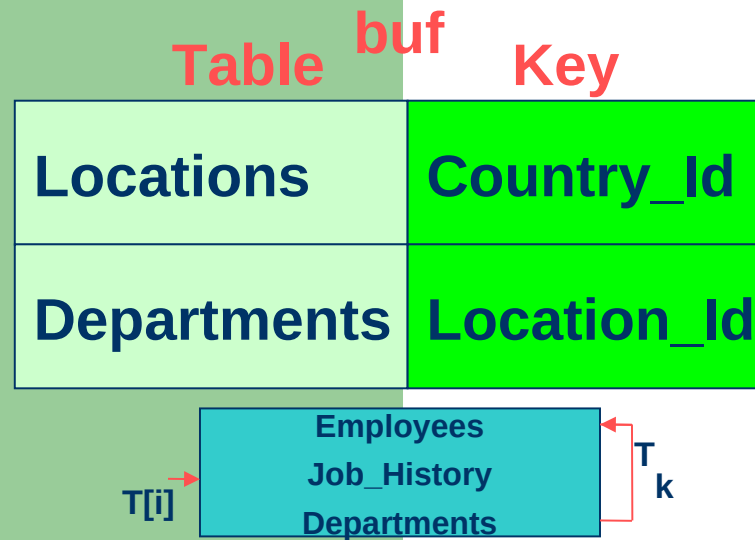 buf
Table Key
Locations Country_Id
Departments Location_Id
Employees
Job_History
Departments
T[i]
T
k